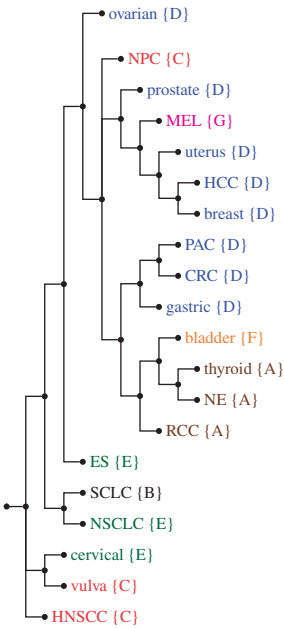 ovarian {D}
NPC {C}
prostate {D}
MEL {G}
uterus {D}
HCC {D}
breast {D}
PAC {D}
CRC {D}
gastric {D}
bladder {F}
thyroid {A}
NE {A}
RCC {A}
ES {E}
SCLC {B}
NSCLC {E}
cervical {E}
vulva {C}
HNSCC {C}